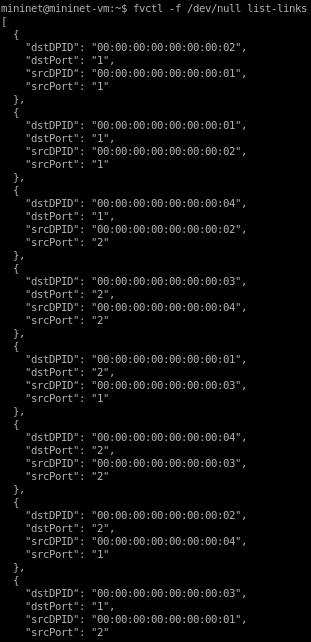 mininet@mininet-vm:~$ fvctl -f /dev/null list-links
[
  {
    "dstDPID": "00:00:00:00:00:00:00:02",
    "dstPort": "1",
    "srcDPID": "00:00:00:00:00:00:00:01",
    "srcPort": "1"
  },
  {
    "dstDPID": "00:00:00:00:00:00:00:01",
    "dstPort": "1",
    "srcDPID": "00:00:00:00:00:00:00:02",
    "srcPort": "1"
  },
  {
    "dstDPID": "00:00:00:00:00:00:00:04",
    "dstPort": "1",
    "srcDPID": "00:00:00:00:00:00:00:02",
    "srcPort": "2"
  },
  {
    "dstDPID": "00:00:00:00:00:00:00:03",
    "dstPort": "2",
    "srcDPID": "00:00:00:00:00:00:00:04",
    "srcPort": "2"
  },
  {
    "dstDPID": "00:00:00:00:00:00:00:01",
    "dstPort": "2",
    "srcDPID": "00:00:00:00:00:00:00:03",
    "srcPort": "1"
  },
  {
    "dstDPID": "00:00:00:00:00:00:00:04",
    "dstPort": "2",
    "srcDPID": "00:00:00:00:00:00:00:03",
    "srcPort": "2"
  },
  {
    "dstDPID": "00:00:00:00:00:00:00:02",
    "dstPort": "2",
    "srcDPID": "00:00:00:00:00:00:00:04",
    "srcPort": "1"
  },
  {
    "dstDPID": "00:00:00:00:00:00:00:03",
    "dstPort": "1",
    "srcDPID": "00:00:00:00:00:00:00:01",
    "srcPort": "2"